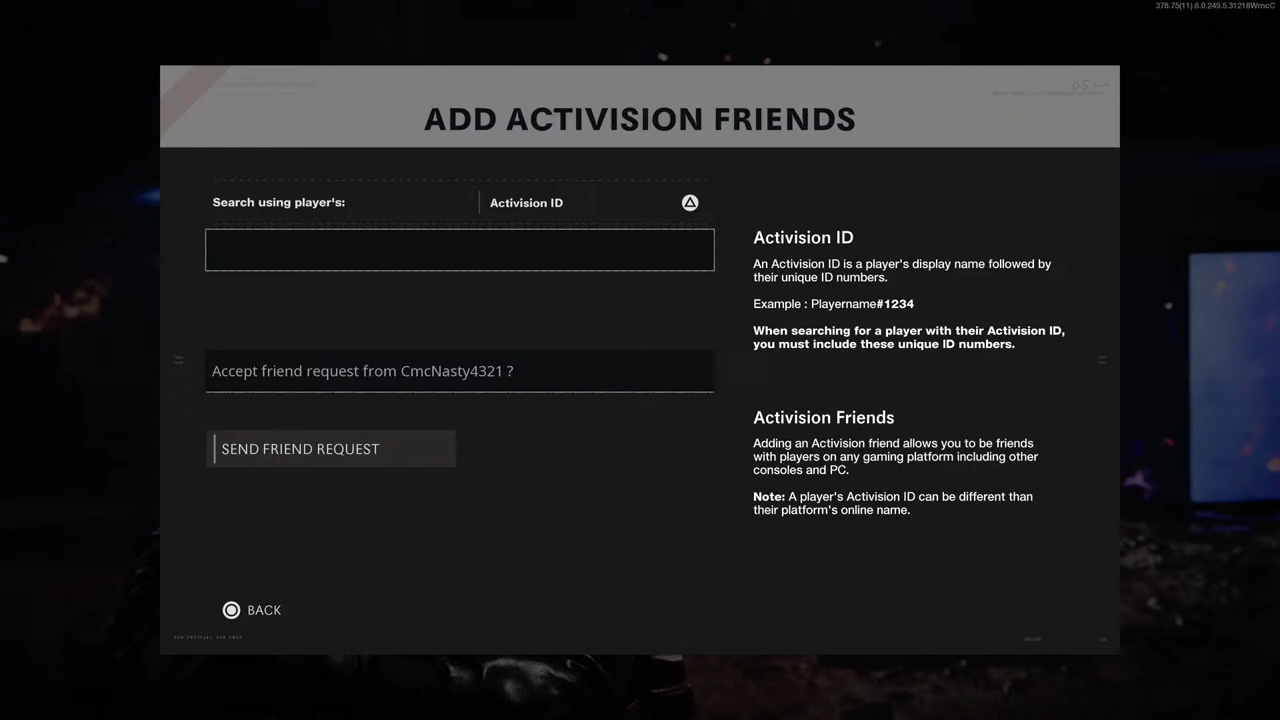 378.75(11).6.0.249.5.31218WmcC
ADD ACTIVISION FRIENDS
Search using player's:
Activision ID
Accept friend request from CmcNasty4321 ?
SEND FRIEND REQUEST
Activision ID
An Activision ID is a player's display name followed by
their unique ID numbers.
Example : Playername#1234
When searching for a player with their Activision ID,
you must include these unique ID numbers.
Activision Friends
Adding an Activision friend allows you to be friends
with players on any gaming platform including other
consoles and PC.
Note: A player's Activision ID can be different than
their platform's online name.
BACK